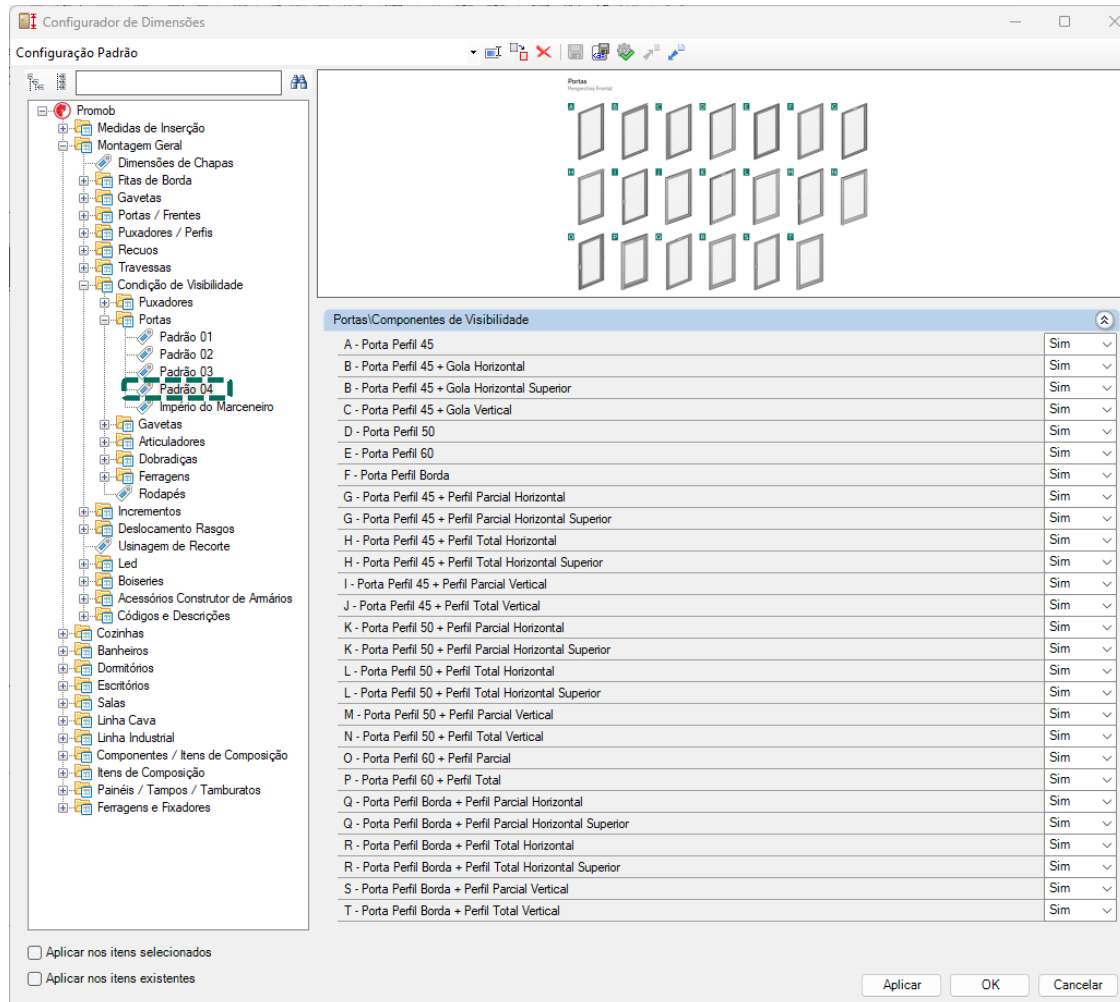 Configurador de Dimensões
Configuração Padrão
Promob
Medidas de Inserção
Montagem Geral
Dimensões de Chapas
Fitas de Borda
Gavetas
Portas / Frentes
Puxadores / Perfis
Recuos
Travessas
Condição de Visibilidade
Puxadores
Portas
Padrão 01
Padrão 02
Padrão 03
Padrão 04
Império do Marceneiro
Gavetas
Articuladores
Dobradiças
Ferragens
Rodapés
Incrementos
Deslocamento Rasgos
Usinagem de Recorte
Led
Boiseries
Acessórios Construtor de Armários
Códigos e Descrições
Cozinhas
Banheiros
Dormitórios
Escritórios
Salas
Linha Cava
Linha Industrial
Componentes / Itens de Composição
Itens de Composição
Painéis / Tampos / Tamburatos
Ferragens e Fixadores
Portas
Perspectiva Frontal
A B C D E F G
H I J K L M N
O P Q R S T
Portas\Componentes de Visibilidade
A - Porta Perfil 45 Sim
B - Porta Perfil 45 + Gola Horizontal Sim
B - Porta Perfil 45 + Gola Horizontal Superior Sim
C - Porta Perfil 45 + Gola Vertical Sim
D - Porta Perfil 50 Sim
E - Porta Perfil 60 Sim
F - Porta Perfil Borda Sim
G - Porta Perfil 45 + Perfil Parcial Horizontal Sim
G - Porta Perfil 45 + Perfil Parcial Horizontal Superior Sim
H - Porta Perfil 45 + Perfil Total Horizontal Sim
H - Porta Perfil 45 + Perfil Total Horizontal Superior Sim
I - Porta Perfil 45 + Perfil Parcial Vertical Sim
J - Porta Perfil 45 + Perfil Total Vertical Sim
K - Porta Perfil 50 + Perfil Parcial Horizontal Sim
K - Porta Perfil 50 + Perfil Parcial Horizontal Superior Sim
L - Porta Perfil 50 + Perfil Total Horizontal Sim
L - Porta Perfil 50 + Perfil Total Horizontal Superior Sim
M - Porta Perfil 50 + Perfil Parcial Vertical Sim
N - Porta Perfil 50 + Perfil Total Vertical Sim
O - Porta Perfil 60 + Perfil Parcial Sim
P - Porta Perfil 60 + Perfil Total Sim
Q - Porta Perfil Borda + Perfil Parcial Horizontal Sim
Q - Porta Perfil Borda + Perfil Parcial Horizontal Superior Sim
R - Porta Perfil Borda + Perfil Total Horizontal Sim
R - Porta Perfil Borda + Perfil Total Horizontal Superior Sim
S - Porta Perfil Borda + Perfil Parcial Vertical Sim
T - Porta Perfil Borda + Perfil Total Vertical Sim
Aplicar nos itens selecionados
Aplicar nos itens existentes
Aplicar OK Cancelar